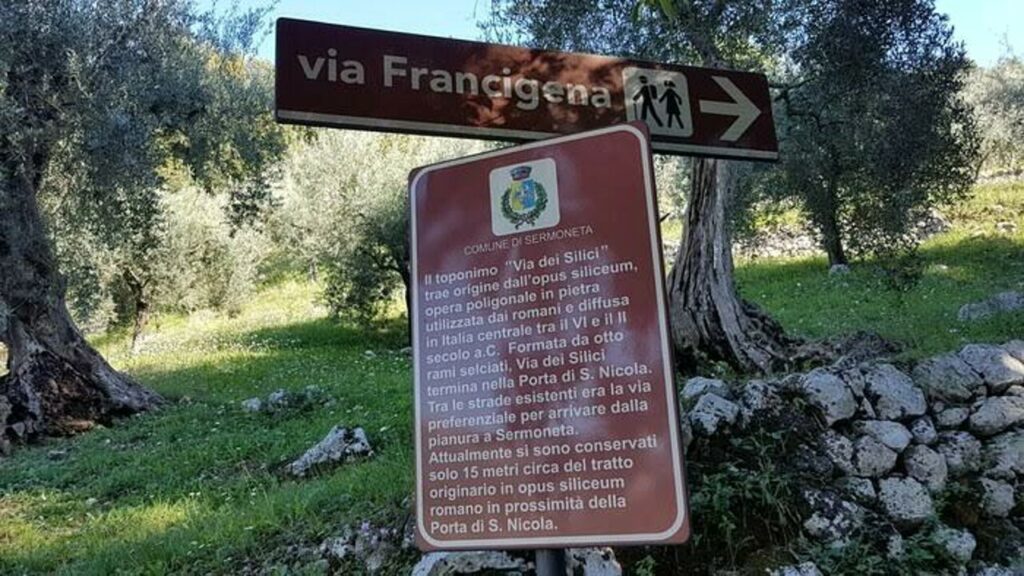 via Francigena
COMUNE DI SERMONETA
Il toponimo "Via dei Silici"
trae origine dall'opus siliceum,
opera poligonale in pietra
utilizzata dai romani e diffusa
in Italia centrale tra il VI e il II
secolo a.C. Formata da otto
rami selciati, Via dei Silici
termina nella Porta di S. Nicola.
Tra le strade esistenti era la via
preferenziale per arrivare dalla
pianura a Sermoneta.
Attualmente si sono conservati
solo 15 metri circa del tratto
originario in opus siliceum
romano in prossimità della
Porta di S. Nicola.